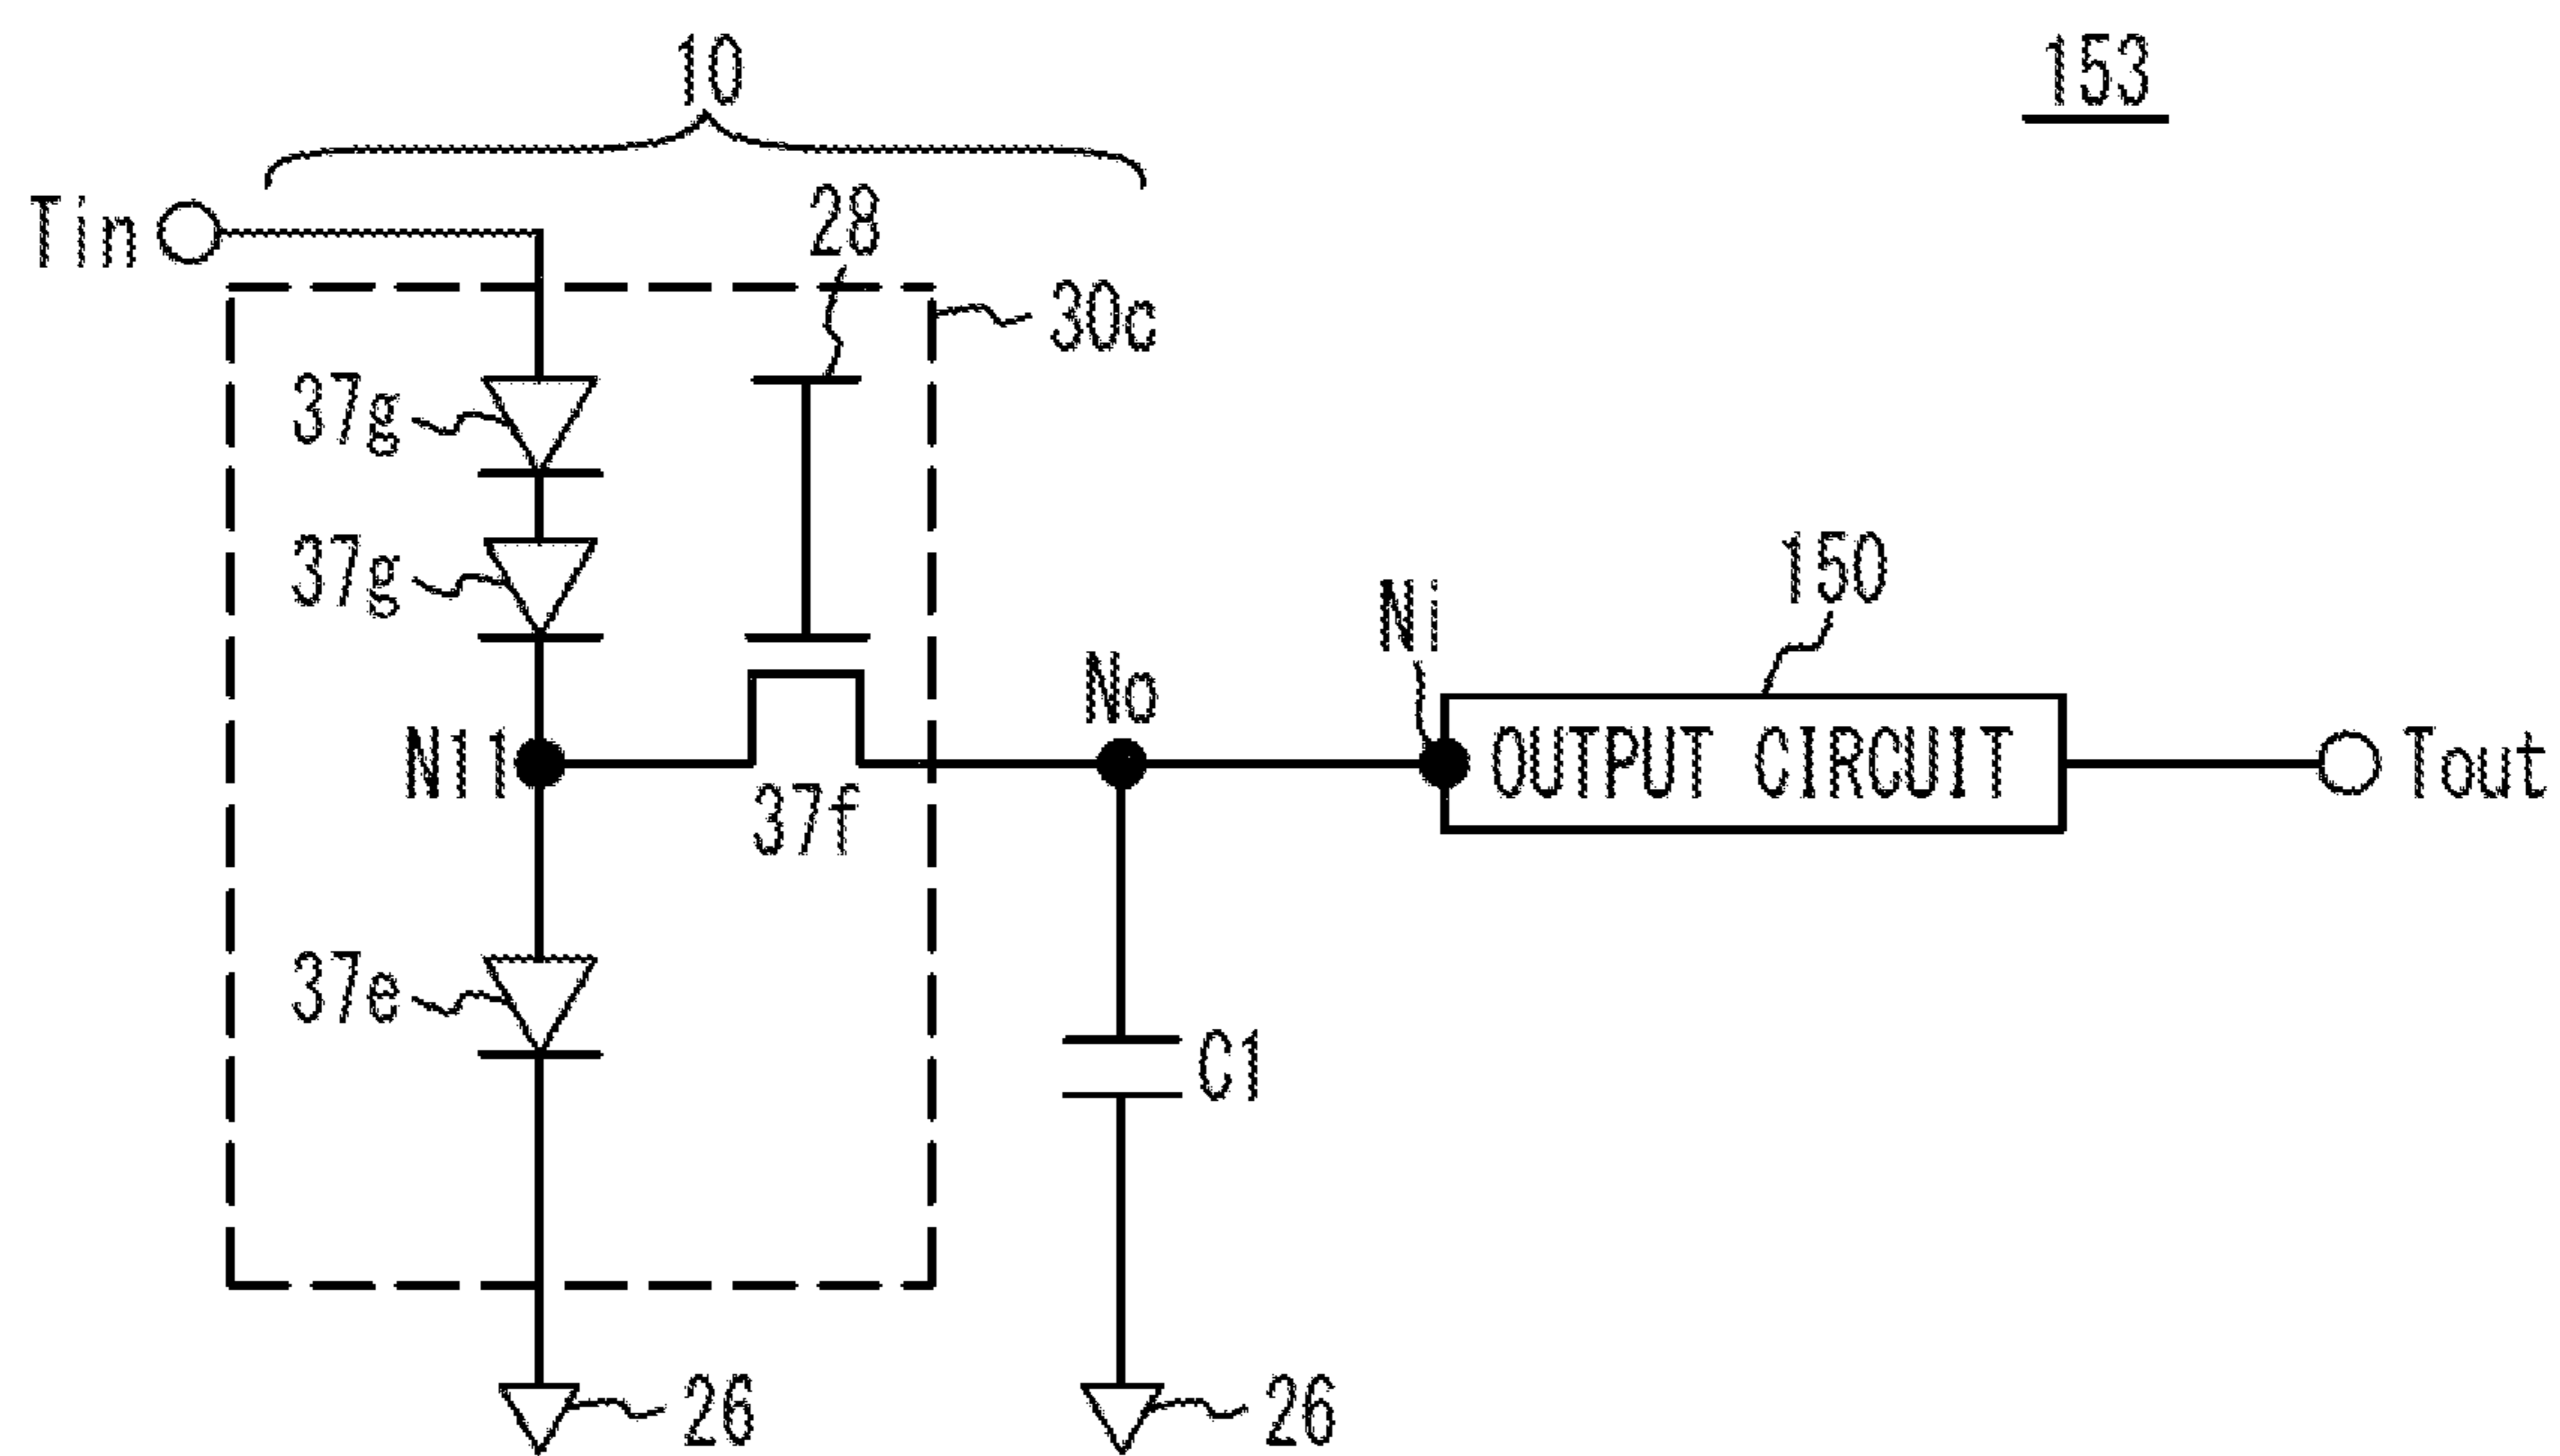 10
153
Tin
28
30c
37g
37g
150
Ni
No
N11
OUTPUT CIRCUIT
Tout
37f
37e
C1
26
26